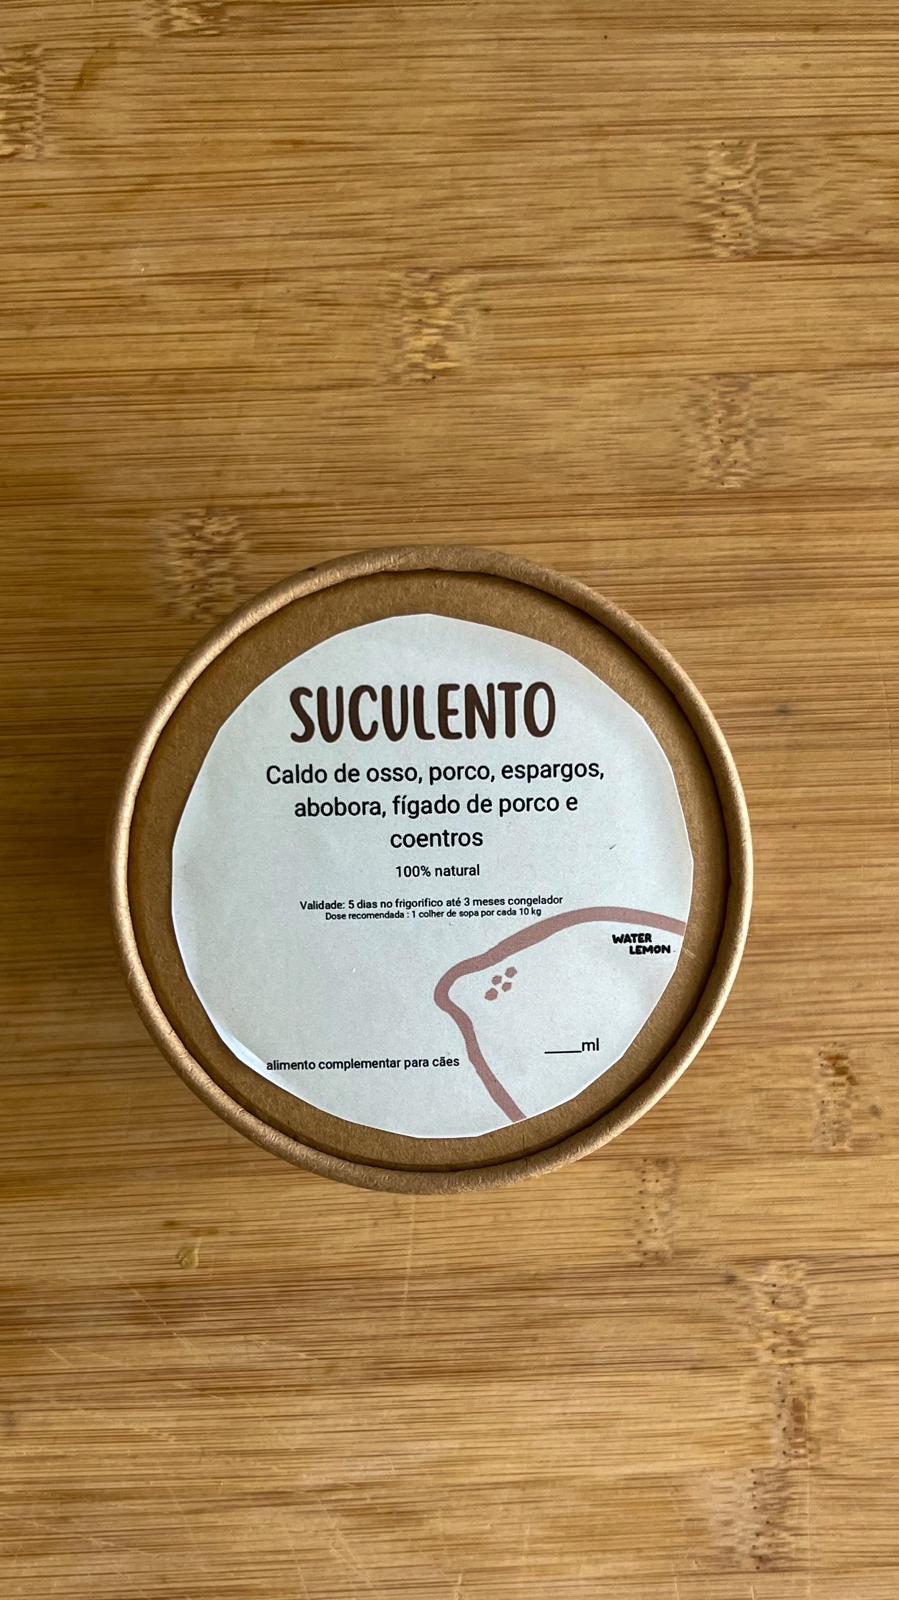 SUCULENTO
Caldo de osso, porco, espargos,
abobora, fígado de porco e
coentros
100% natural
Validade: 5 dias no frigorifico até 3 meses congelador
Dose recomendada : 1 colher de sopa por cada 10 kg
WATER
LEMON
____ml
alimento complementar para cães